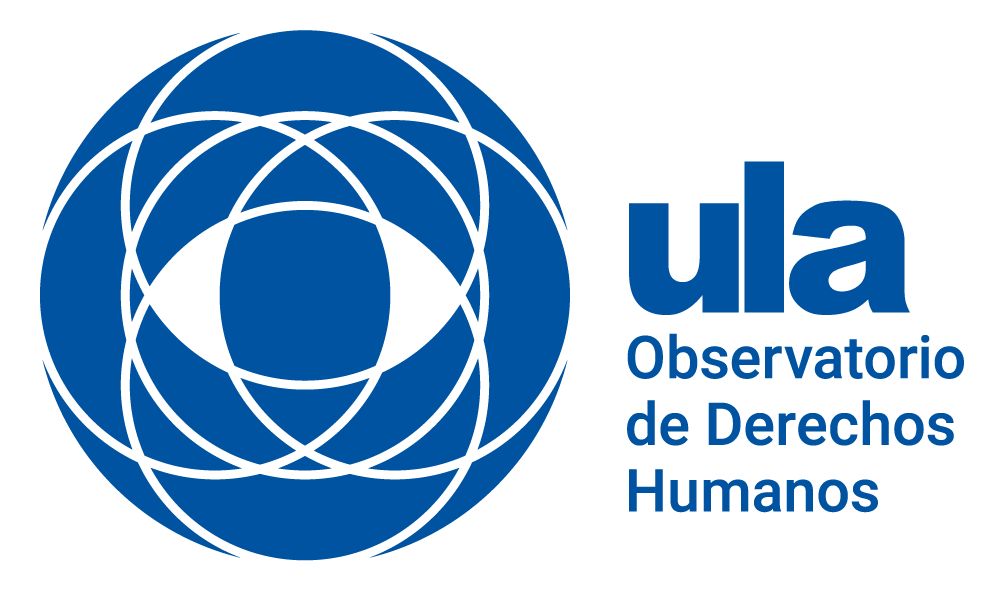 ula
Observatorio
de Derechos
Humanos